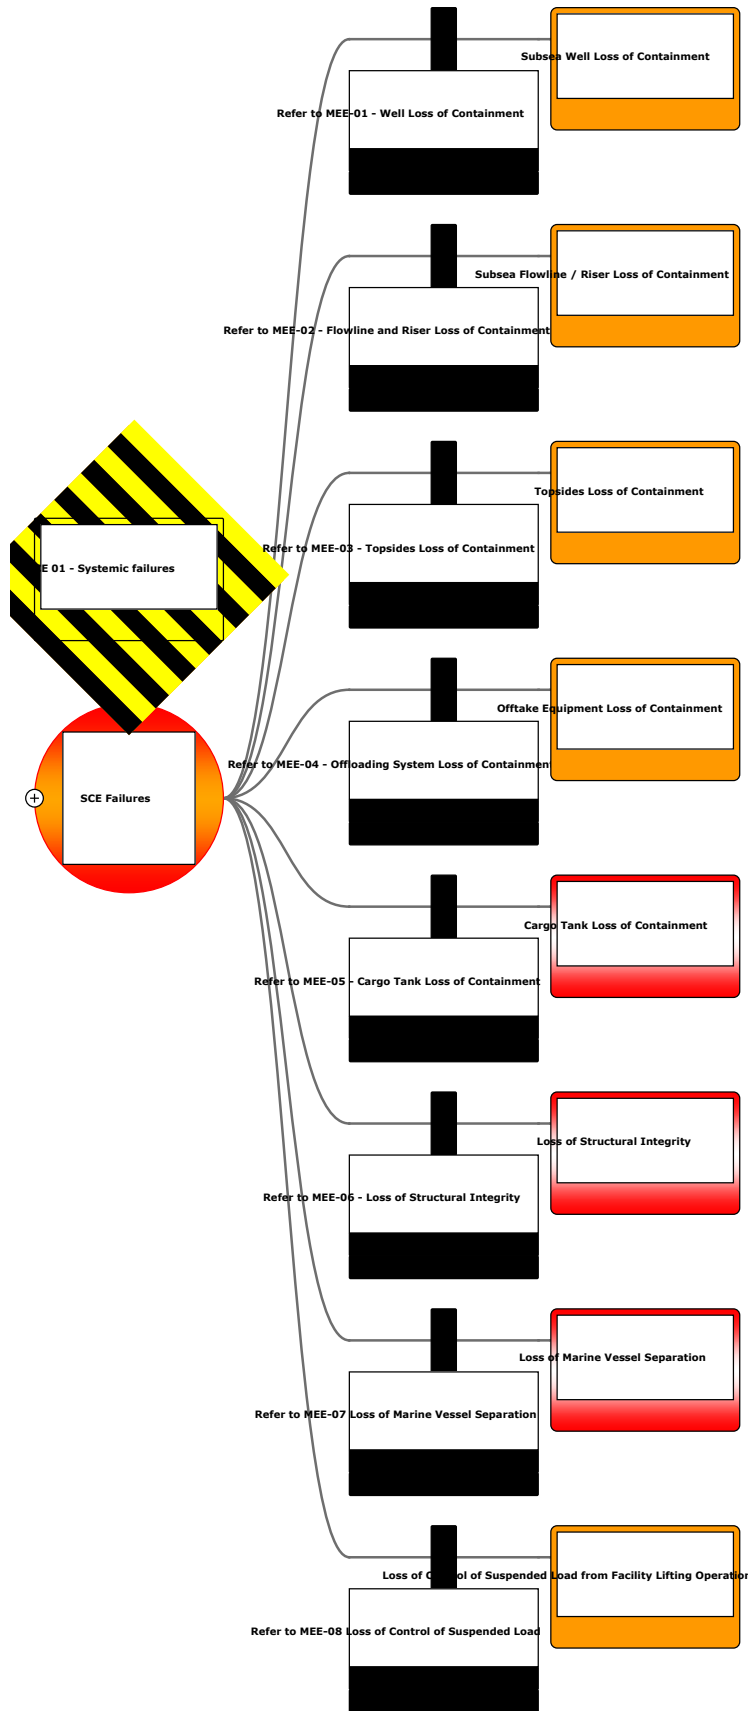 Subsea Well Loss of Containment
Refer to MEE-01 - Well Loss of Containment
Subsea Flowline / Riser Loss of Containment
Refer to MEE-02 - Flowline and Riser Loss of Containment
Topsides Loss of Containment
Refer to MEE-03 - Topsides Loss of Containment
E 01 - Systemic failures
Offtake Equipment Loss of Containment
Refer to MEE-04 - Offloading System Loss of Containment
SCE Failures
Cargo Tank Loss of Containment
Refer to MEE-05 - Cargo Tank Loss of Containment
Loss of Structural Integrity
Refer to MEE-06 - Loss of Structural Integrity
Loss of Marine Vessel Separation
Refer to MEE-07 Loss of Marine Vessel Separation
Loss of Control of Suspended Load from Facility Lifting Operation
Refer to MEE-08 Loss of Control of Suspended Load